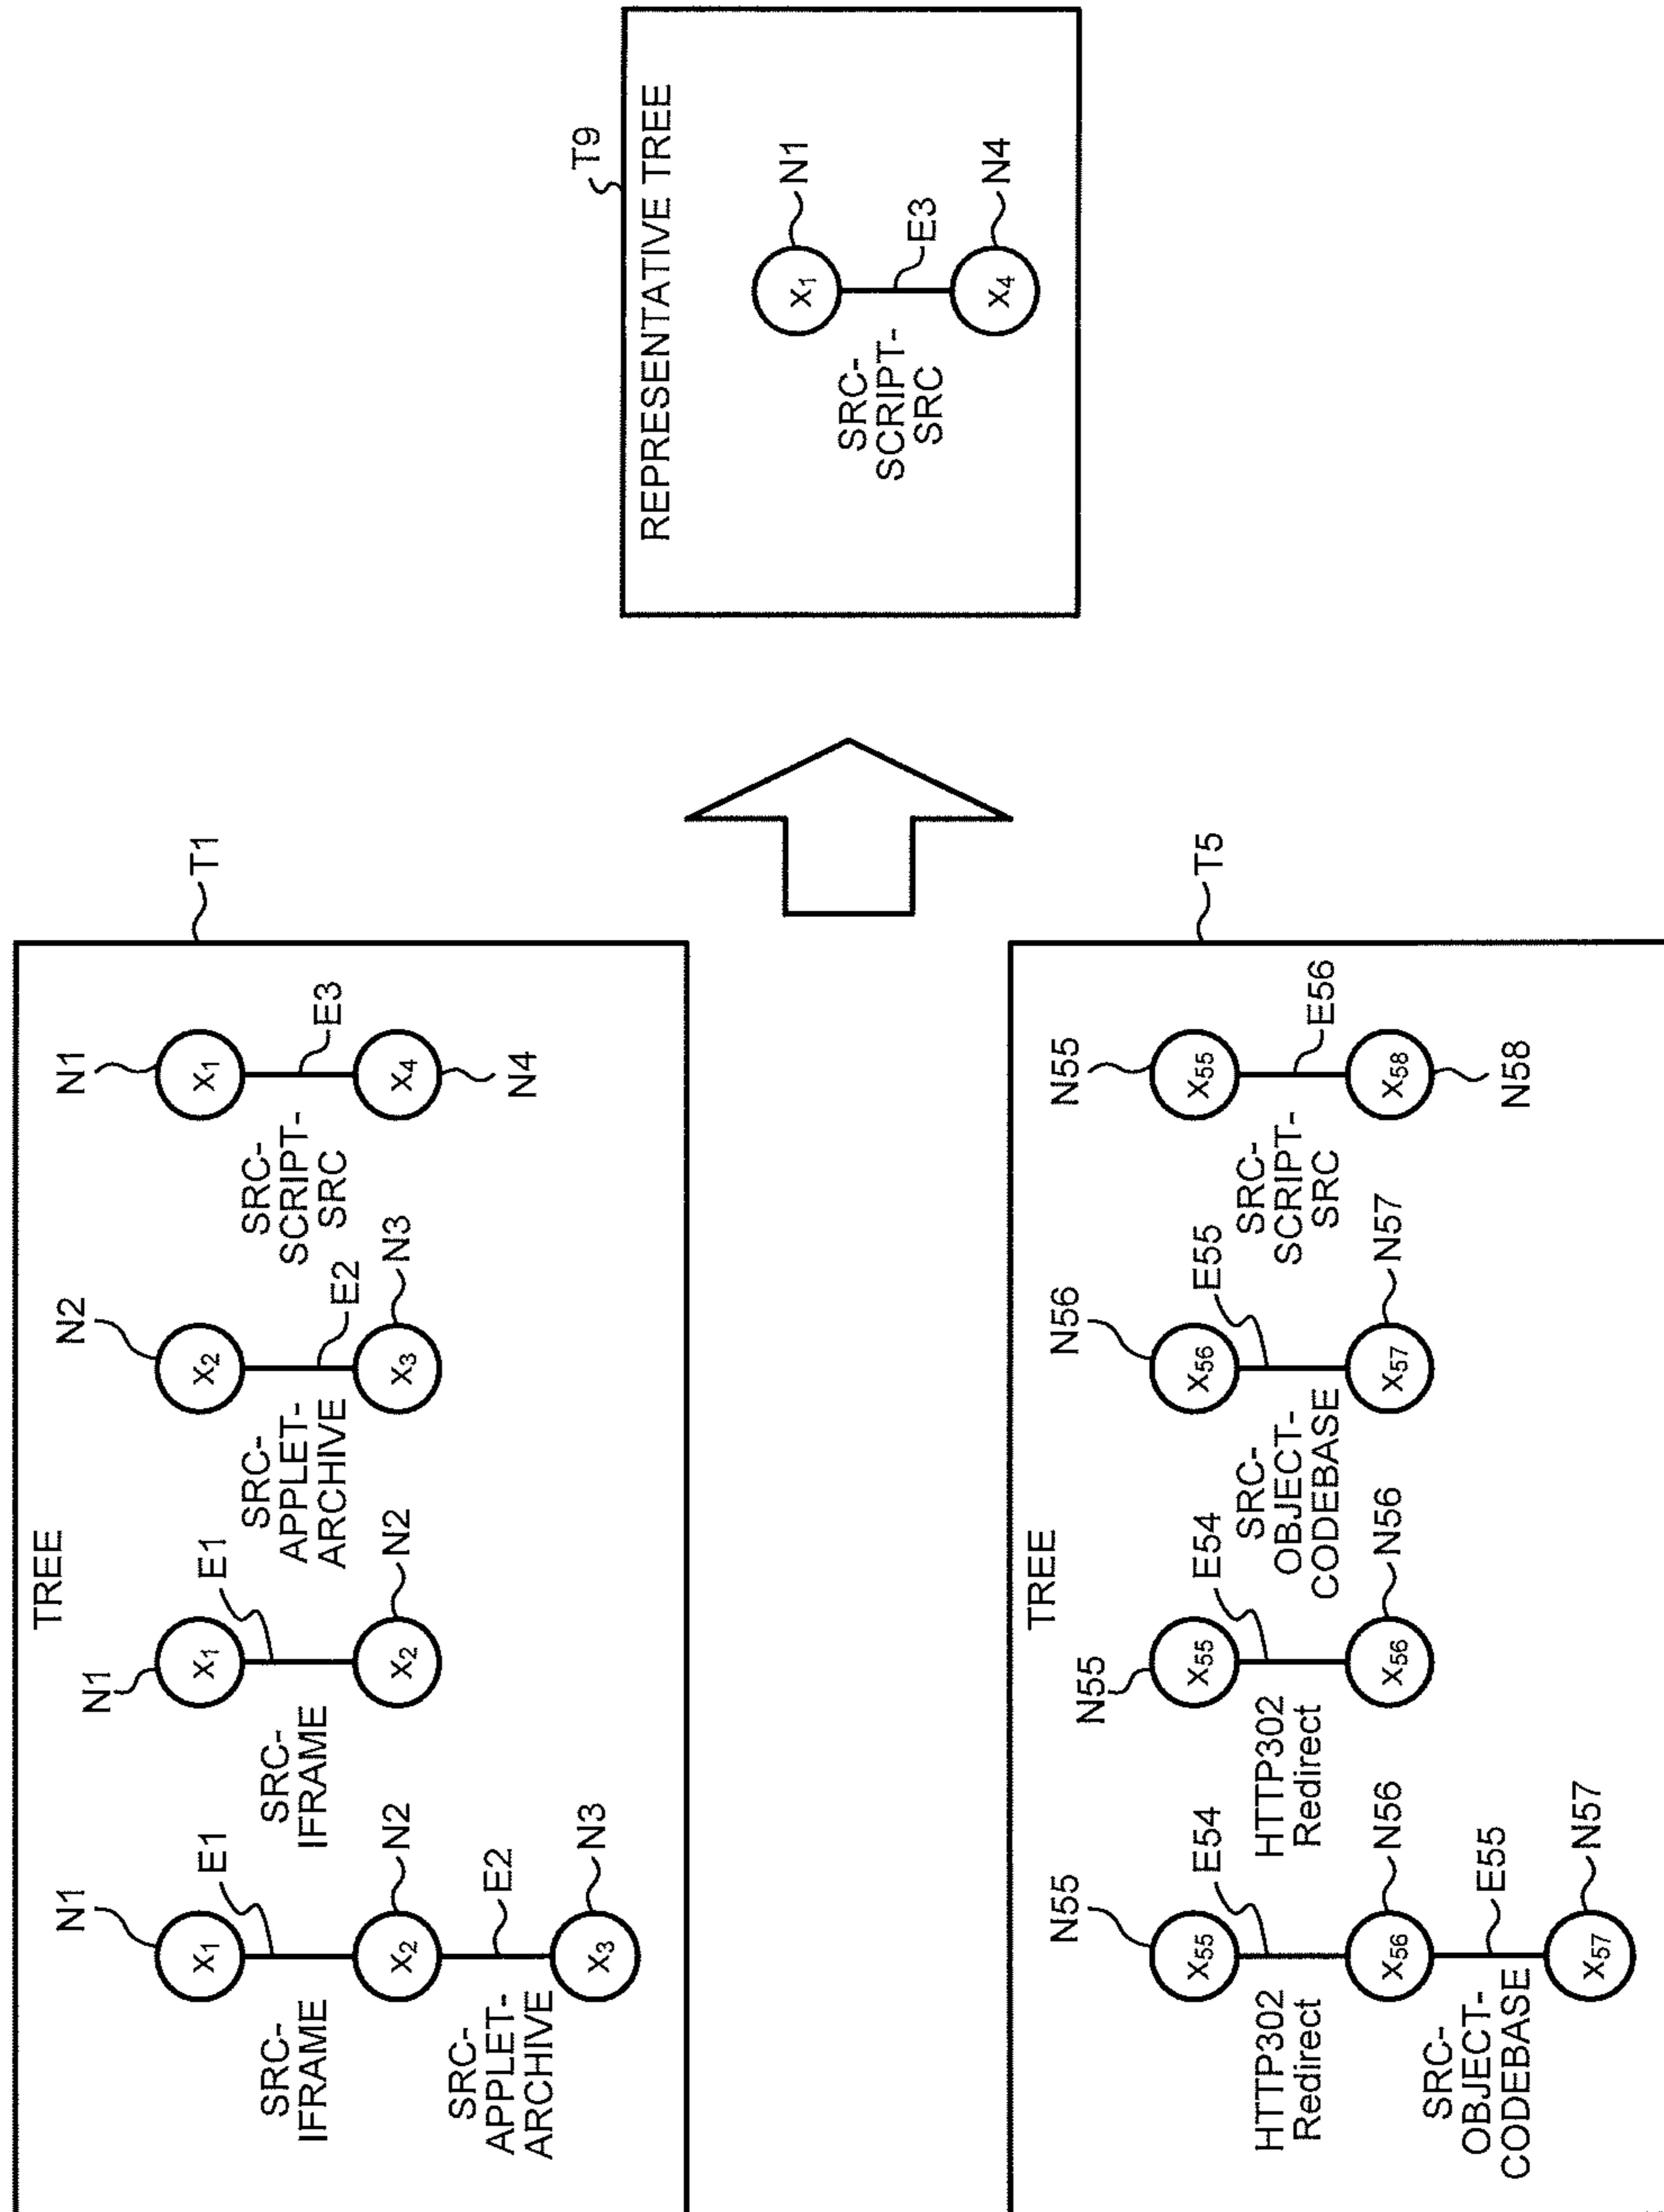 T1
TREE
N1
E1
SRC-
IFRAME
N2
E2
SRC-
APPLET-
ARCHIVE
N3
X1
X2
X3
N1
E1
SRC-
IFRAME
N2
X1
X2
N2
E2
SRC-
APPLET-
ARCHIVE
N3
X2
X3
N1
E3
SRC-
SCRIPT-
SRC
N4
X1
X4
T5
TREE
N55
E54
HTTP302
Redirect
N56
E55
SRC-
OBJECT-
CODEBASE
N57
X55
X56
X57
N55
E54
HTTP302
Redirect
N56
X55
X56
N56
E55
SRC-
OBJECT-
CODEBASE
N57
X56
X57
N55
E56
SRC-
SCRIPT-
SRC
N58
X55
X58
T9
REPRESENTATIVE TREE
N1
E3
SRC-
SCRIPT-
SRC
N4
X1
X4